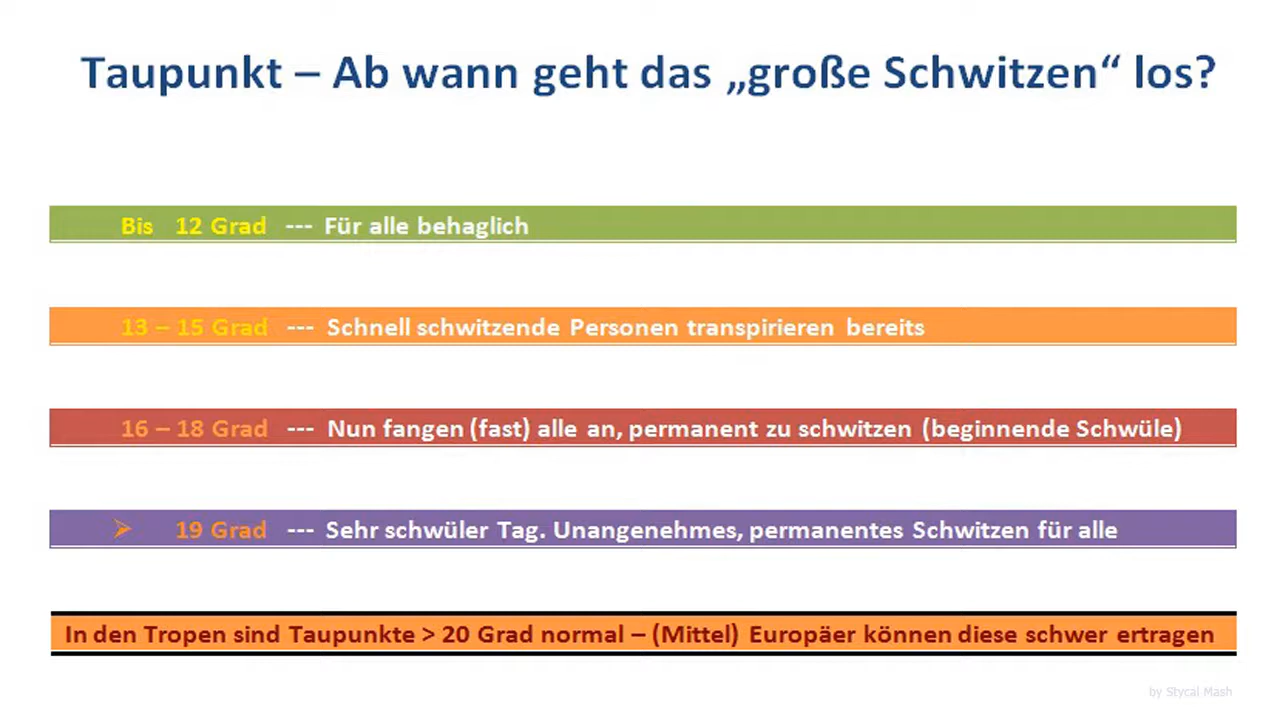 Taupunkt – Ab wann geht das „große Schwitzen“ los?
Bis 12 Grad --- Für alle behaglich
13 – 15 Grad --- Schnell schwitzende Personen transpirieren bereits
16 – 18 Grad --- Nun fangen (fast) alle an, permanent zu schwitzen (beginnende Schwüle)
➢ 19 Grad --- Sehr schwüler Tag. Unangenehmes, permanentes Schwitzen für alle
In den Tropen sind Taupunkte > 20 Grad normal – (Mittel) Europäer können diese schwer ertragen
by Stycal Mash